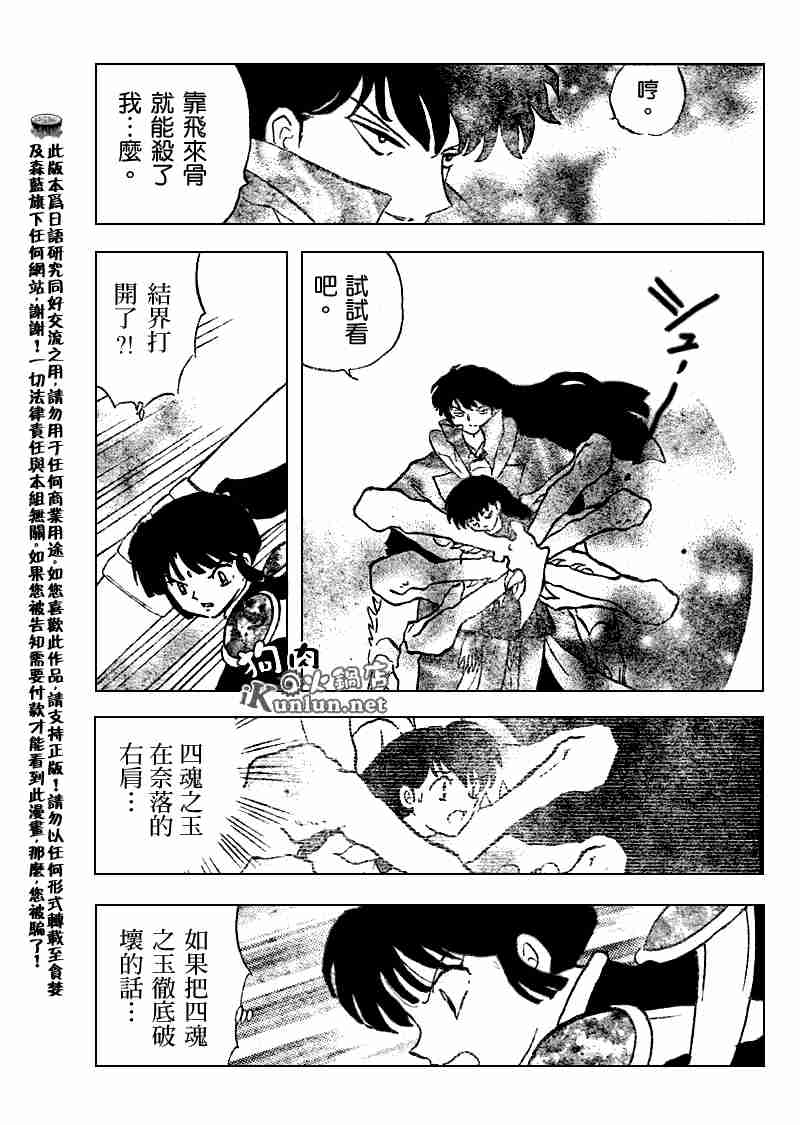 哼。
靠飛來骨
就能殺了
我…麼。
試試看
吧。
シュ
結界打
開了?!
四魂之玉
在奈落的
右肩…
如果把四魂
之玉徹底破
壞的話…
狗肉
火鍋店
iKunlun.net
此版本爲日語研究同好交流之用，請勿用于任何商業用途。如您喜歡此作品，請支持正版！請勿以任何形式轉載至貪婪
及森藍旗下任何網站，謝謝！一切法律責任與本組無關。如果您被告知需要付款才能看到此漫畫，那麼，您被騙了！